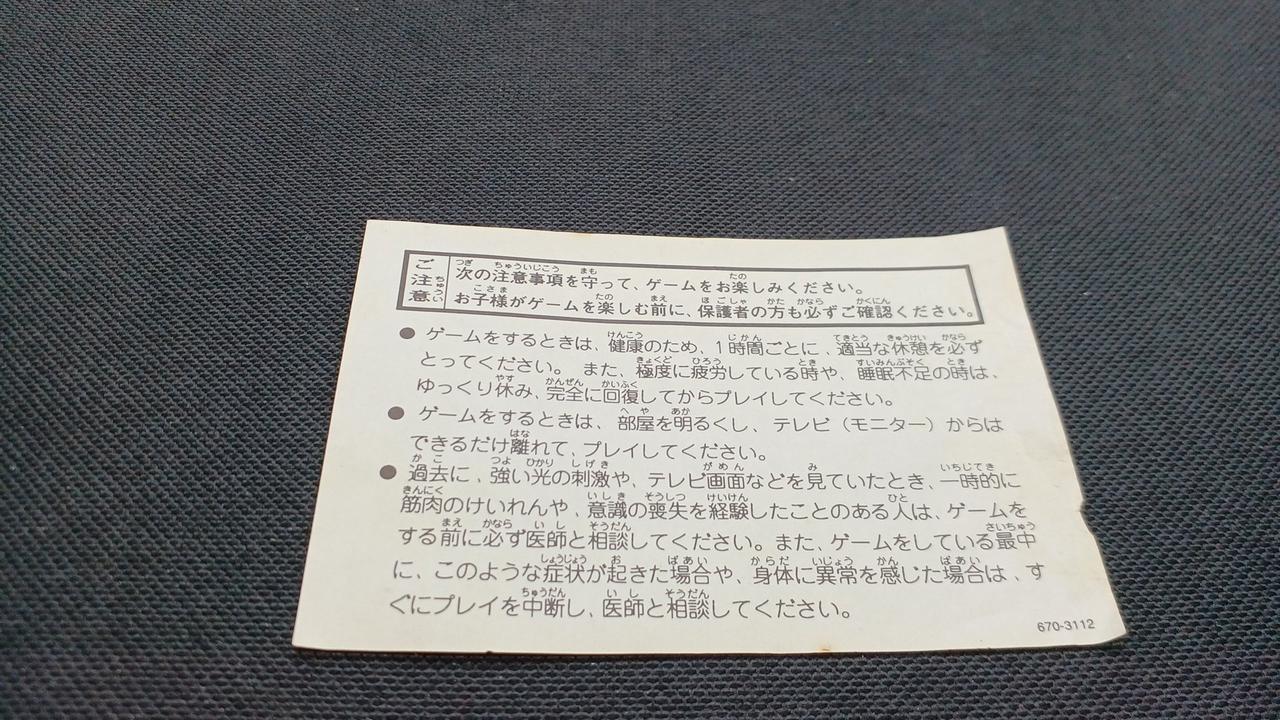 ご注意
次の注意事項を守って、ゲームをお楽しみください。
お子様がゲームを楽しむ前に、保護者の方も必ずご確認ください。
● ゲームをするときは、健康のため、1時間ごとに、適当な休憩を必ず
とってください。また、極度に疲労している時や、睡眠不足の時は、
ゆっくり休み、完全に回復してからプレイしてください。
● ゲームをするときは、部屋を明るくし、テレビ（モニター）からは
できるだけ離れて、プレイしてください。
● 過去に、強い光の刺激や、テレビ画面などを見ていたとき、一時的に
筋肉のけいれんや、意識の喪失を経験したことのある人は、ゲームを
する前に必ず医師と相談してください。また、ゲームをしている最中
に、このような症状が起きた場合や、身体に異常を感じた場合は、す
ぐにプレイを中断し、医師と相談してください。
670-3112